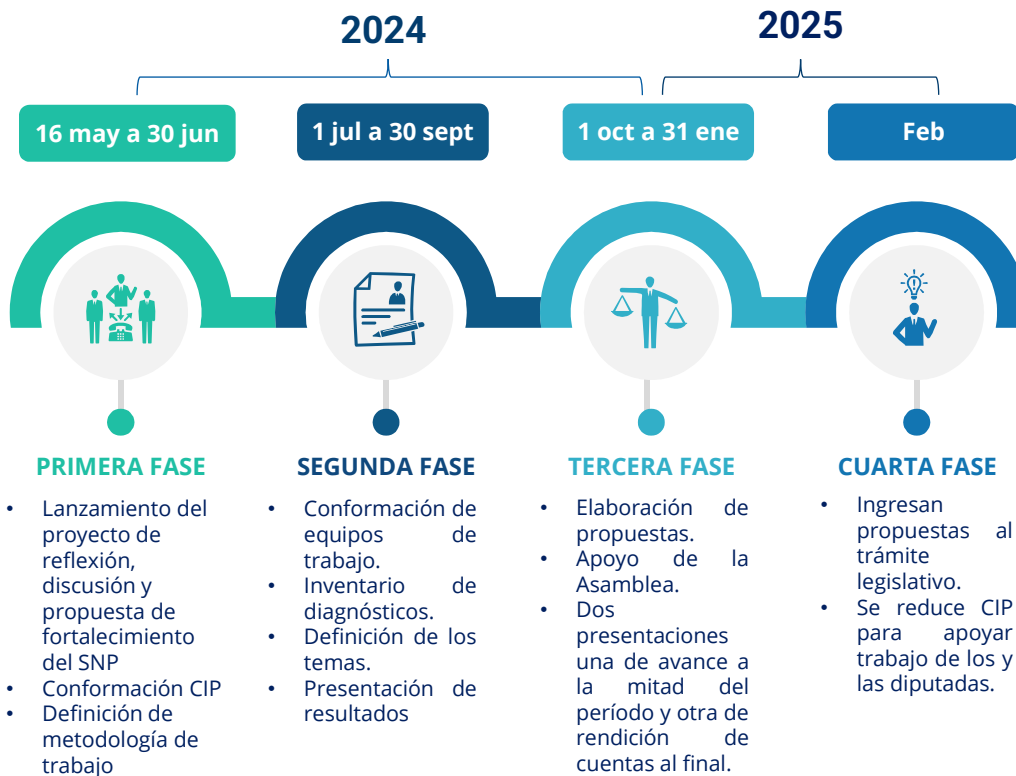 2024
2025
16 may a 30 jun
1 jul a 30 sept
1 oct a 31 ene
Feb
PRIMERA FASE
• Lanzamiento del
proyecto de
reflexión,
discusión y
propuesta de
fortalecimiento
del SNP
• Conformación CIP
• Definición de
metodología de
trabajo
SEGUNDA FASE
• Conformación de
equipos de
trabajo.
• Inventario de
diagnósticos.
• Definición de los
temas.
• Presentación de
resultados
TERCERA FASE
• Elaboración de
propuestas.
• Apoyo de la
Asamblea.
• Dos
presentaciones
una de avance a
la mitad del
período y otra de
rendición de
cuentas al final.
CUARTA FASE
• Ingresan
propuestas al
trámite
legislativo.
• Se reduce CIP
para apoyar
trabajo de los y
las diputadas.